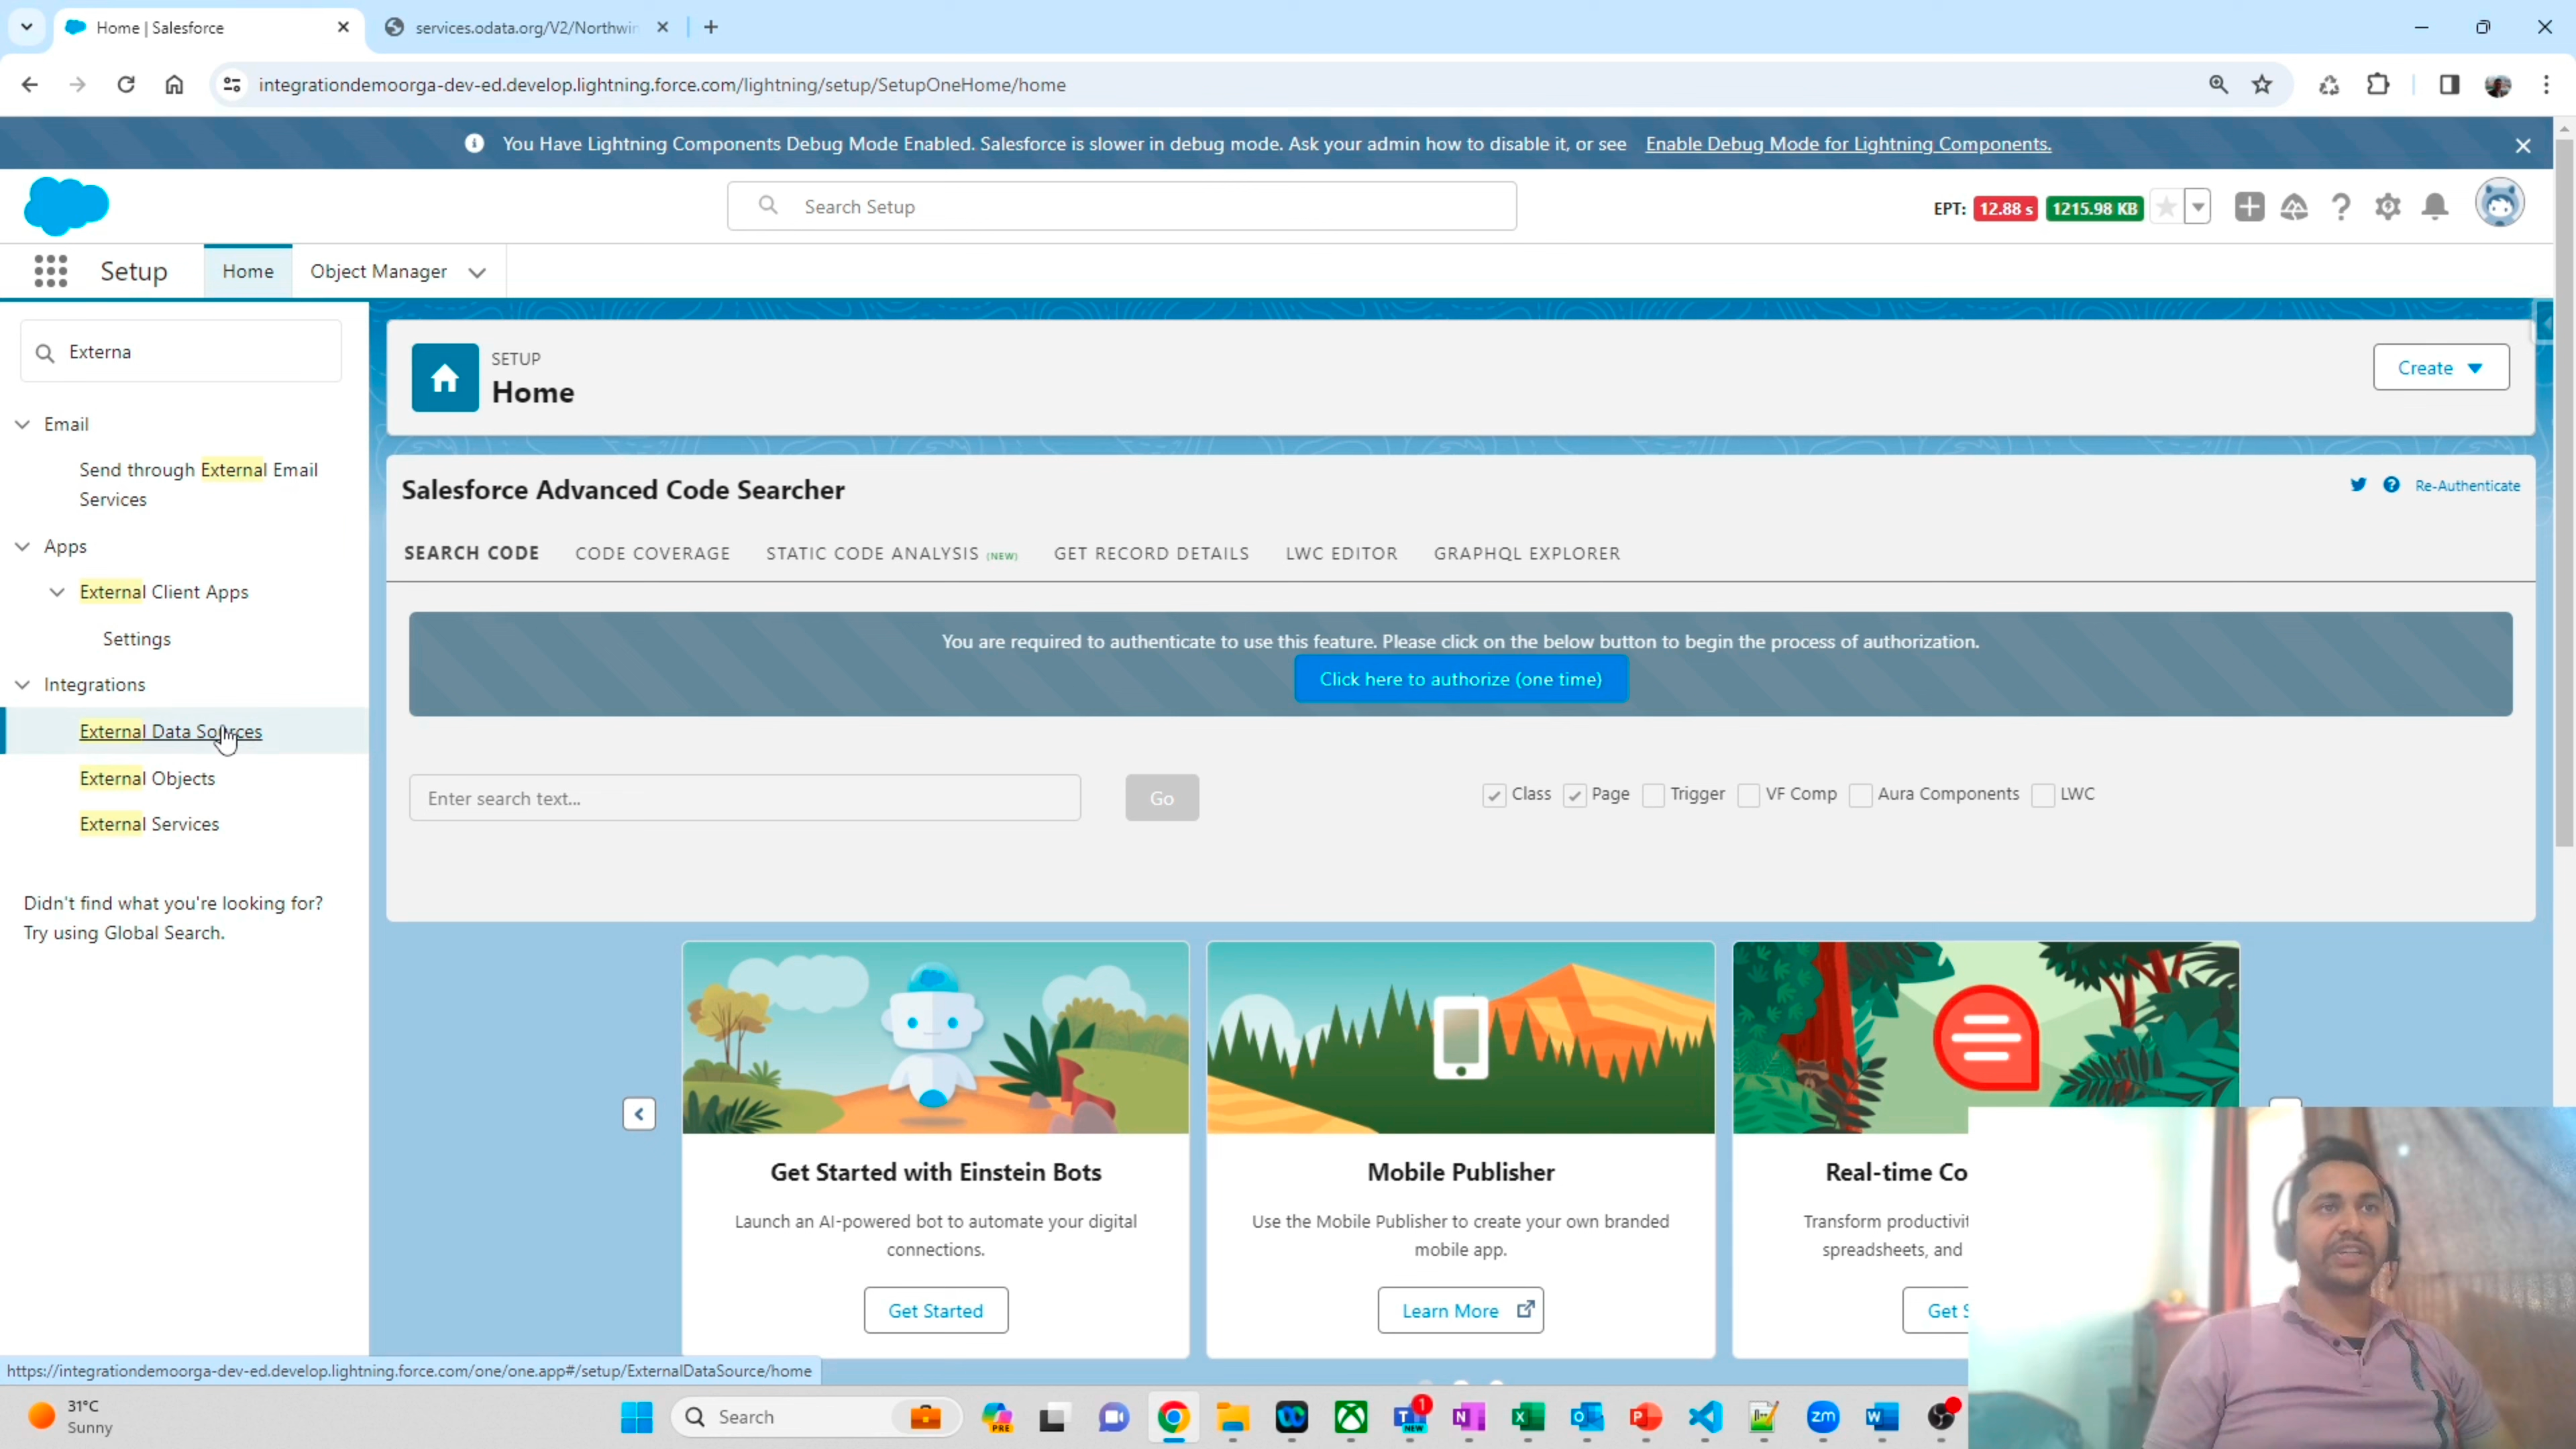 Home | Salesforce
services.odata.org/V2/Northwin
integrationdemoorga-dev-ed.develop.lightning.force.com/lightning/setup/SetupOneHome/home
You Have Lightning Components Debug Mode Enabled. Salesforce is slower in debug mode. Ask your admin how to disable it, or see Enable Debug Mode for Lightning Components.
Search Setup
EPT: 12.88 s 1215.98 KB
Setup
Home
Object Manager
Externa
Email
Send through External Email
Services
Apps
External Client Apps
Settings
Integrations
External Data Sources
External Objects
External Services
Didn't find what you're looking for?
Try using Global Search.
SETUP
Home
Create
Salesforce Advanced Code Searcher
Re-Authenticate
SEARCH CODE
CODE COVERAGE
STATIC CODE ANALYSIS (NEW)
GET RECORD DETAILS
LWC EDITOR
GRAPHQL EXPLORER
You are required to authenticate to use this feature. Please click on the below button to begin the process of authorization.
Click here to authorize (one time)
Enter search text...
Go
Class
Page
Trigger
VF Comp
Aura Components
LWC
Get Started with Einstein Bots
Launch an AI-powered bot to automate your digital
connections.
Get Started
Mobile Publisher
Use the Mobile Publisher to create your own branded
mobile app.
Learn More
Real-time Co
Transform productivit
spreadsheets, and
Get S
https://integrationdemoorga-dev-ed.develop.lightning.force.com/one/one.app#/setup/ExternalDataSource/home
31°C
Sunny
Search
PRE
1
NEW
zm